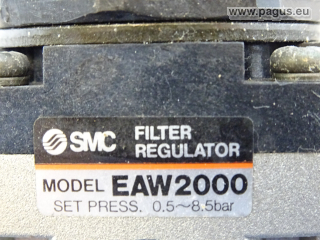 www.pagus.eu
SMC FILTER
REGULATOR
MODEL EAW2000
SET PRESS. 0.5~8.5bar